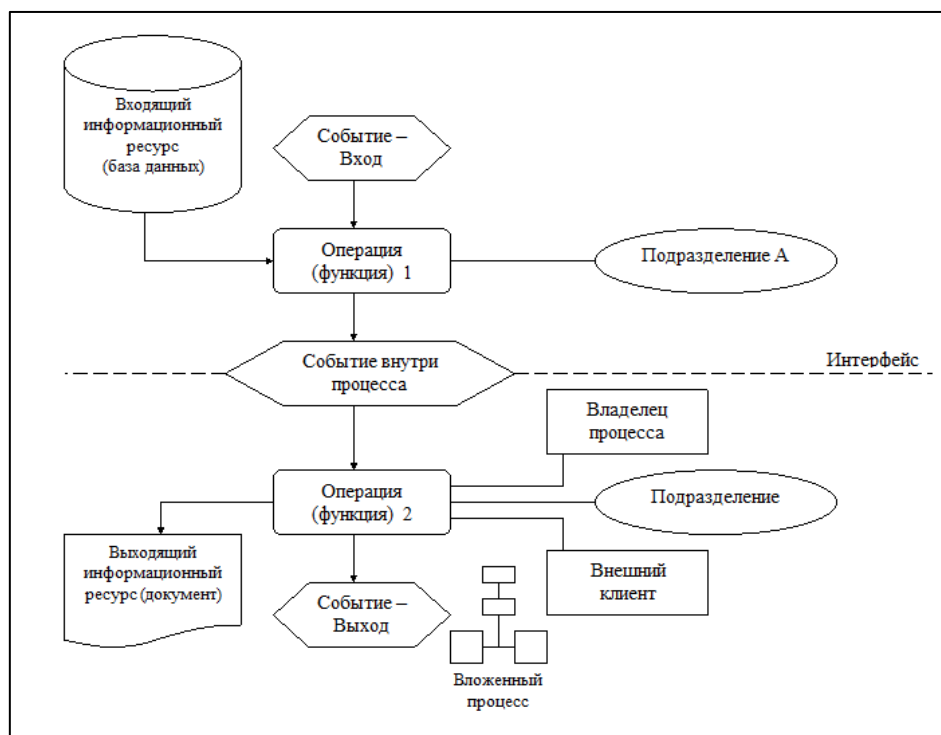 Входящий
информационный
ресурс
(база данных)
Событие –
Вход
Операция
(функция) 1
Подразделение А
Событие внутри
процесса
Интерфейс
Владелец
процесса
Операция
(функция) 2
Подразделение
Выходящий
информационный
ресурс (документ)
Событие –
Выход
Внешний
клиент
Вложенный
процесс